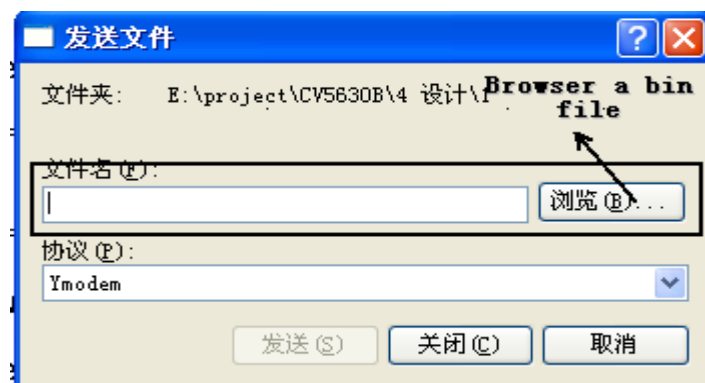 发送文件
文件夹: E:\project\CV5630B\4 设计\
Browser a bin
file
文件名(F):
浏览(B)...
协议(P):
Ymodem
发送(S)
关闭(C)
取消